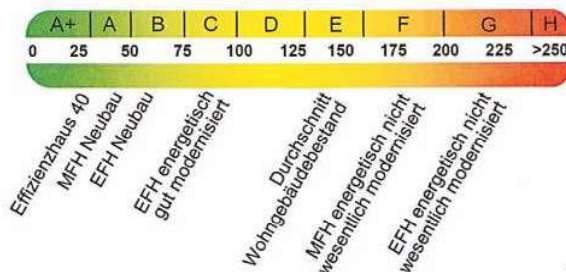 A+ A B C D E F G H
0 25 50 75 100 125 150 175 200 225 >250
Effizienzhaus 40
MFH Neubau
EFH Neubau
EFH energetisch
gut modernisiert
Durchschnitt
Wohngebäudebestand
MFH energetisch nicht
wesentlich modernisiert
EFH energetisch nicht
wesentlich modernisiert